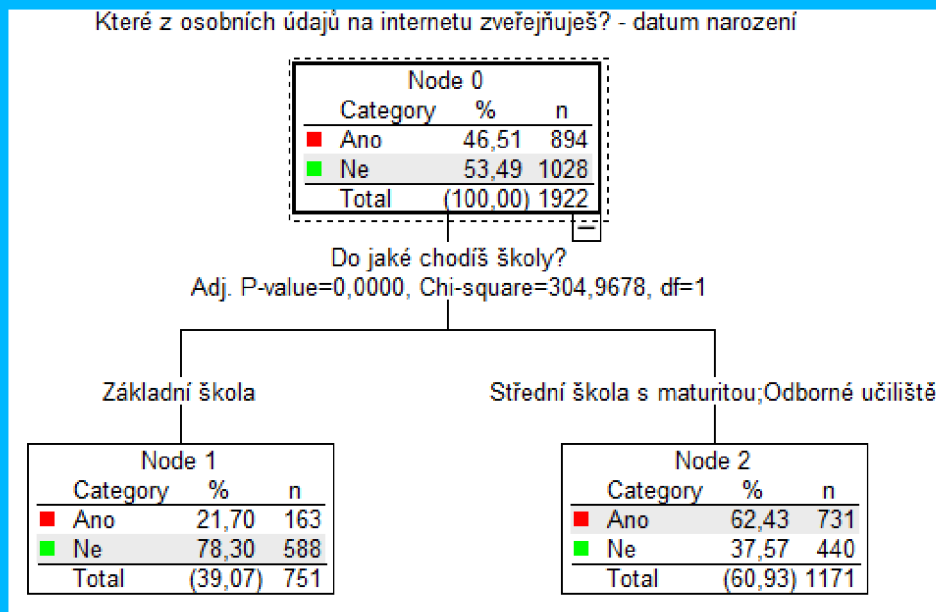 Které z osobních údajů na internetu zveřejňuješ? - datum narození
Node 0
Category % n
Ano 46,51 894
Ne 53,49 1028
Total (100,00) 1922
Do jaké chodíš školy?
Adj. P-value=0,0000, Chi-square=304,9678, df=1
Základní škola
Střední škola s maturitou;Odborné učiliště
Node 1
Category % n
Ano 21,70 163
Ne 78,30 588
Total (39,07) 751
Node 2
Category % n
Ano 62,43 731
Ne 37,57 440
Total (60,93) 1171